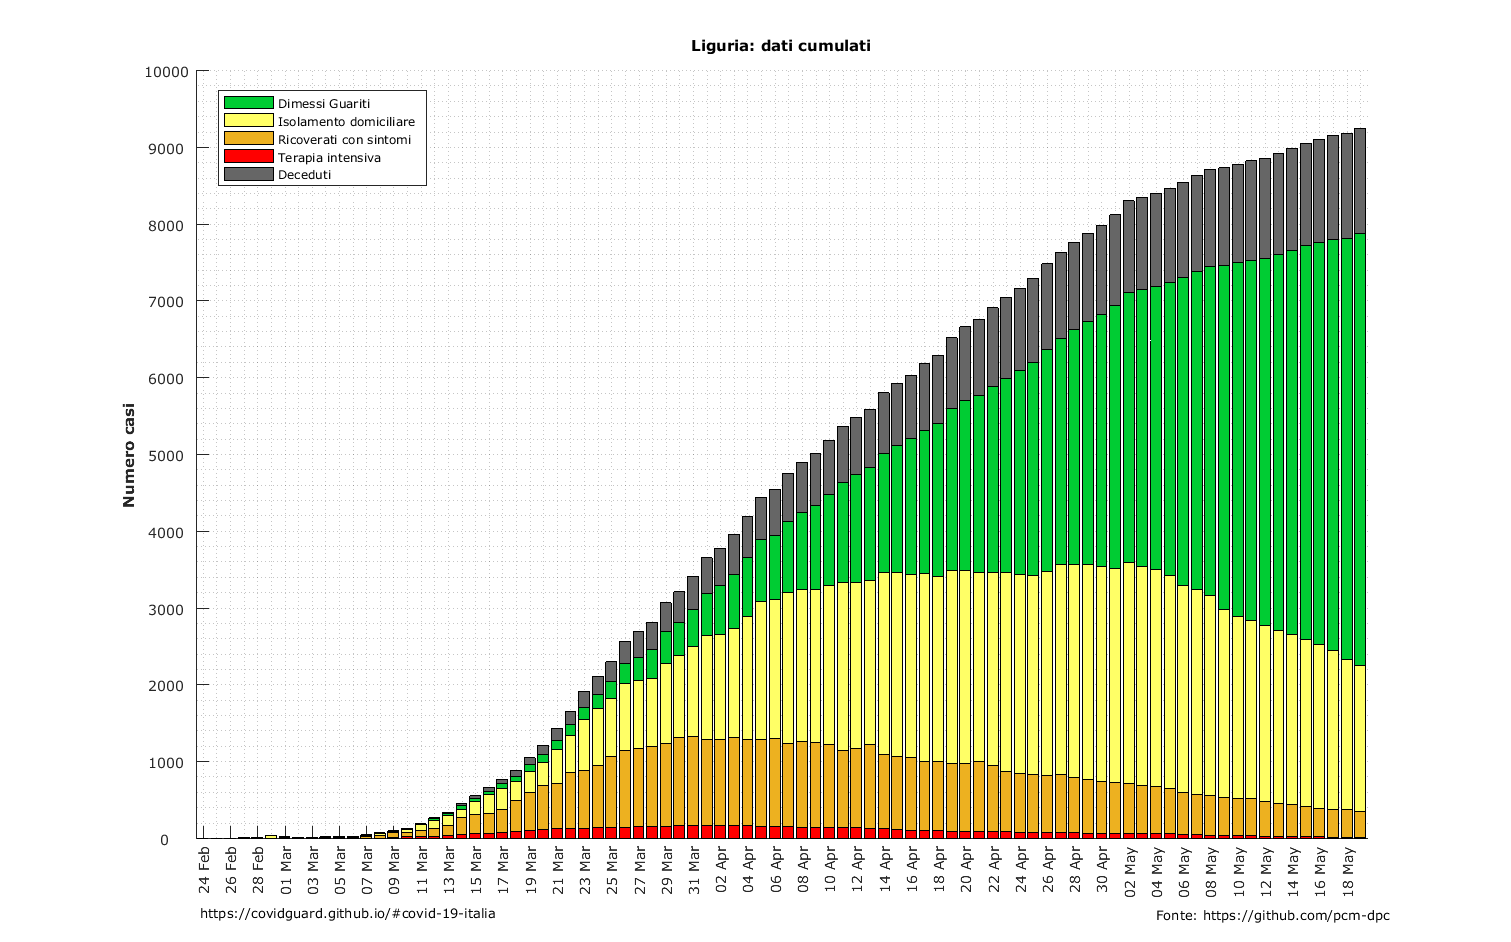 Liguria: dati cumulati
10000
9000
8000
7000
6000
5000
4000
3000
2000
1000
0
Numero casi
Dimessi Guariti
Isolamento domiciliare
Ricoverati con sintomi
Terapia intensiva
Deceduti
24 Feb
26 Feb
28 Feb
01 Mar
03 Mar
05 Mar
07 Mar
09 Mar
11 Mar
13 Mar
15 Mar
17 Mar
19 Mar
21 Mar
23 Mar
25 Mar
27 Mar
29 Mar
31 Mar
02 Apr
04 Apr
06 Apr
08 Apr
10 Apr
12 Apr
14 Apr
16 Apr
18 Apr
20 Apr
22 Apr
24 Apr
26 Apr
28 Apr
30 Apr
02 May
04 May
06 May
08 May
10 May
12 May
14 May
16 May
18 May
https://covidguard.github.io/#covid-19-italia
Fonte: https://github.com/pcm-dpc